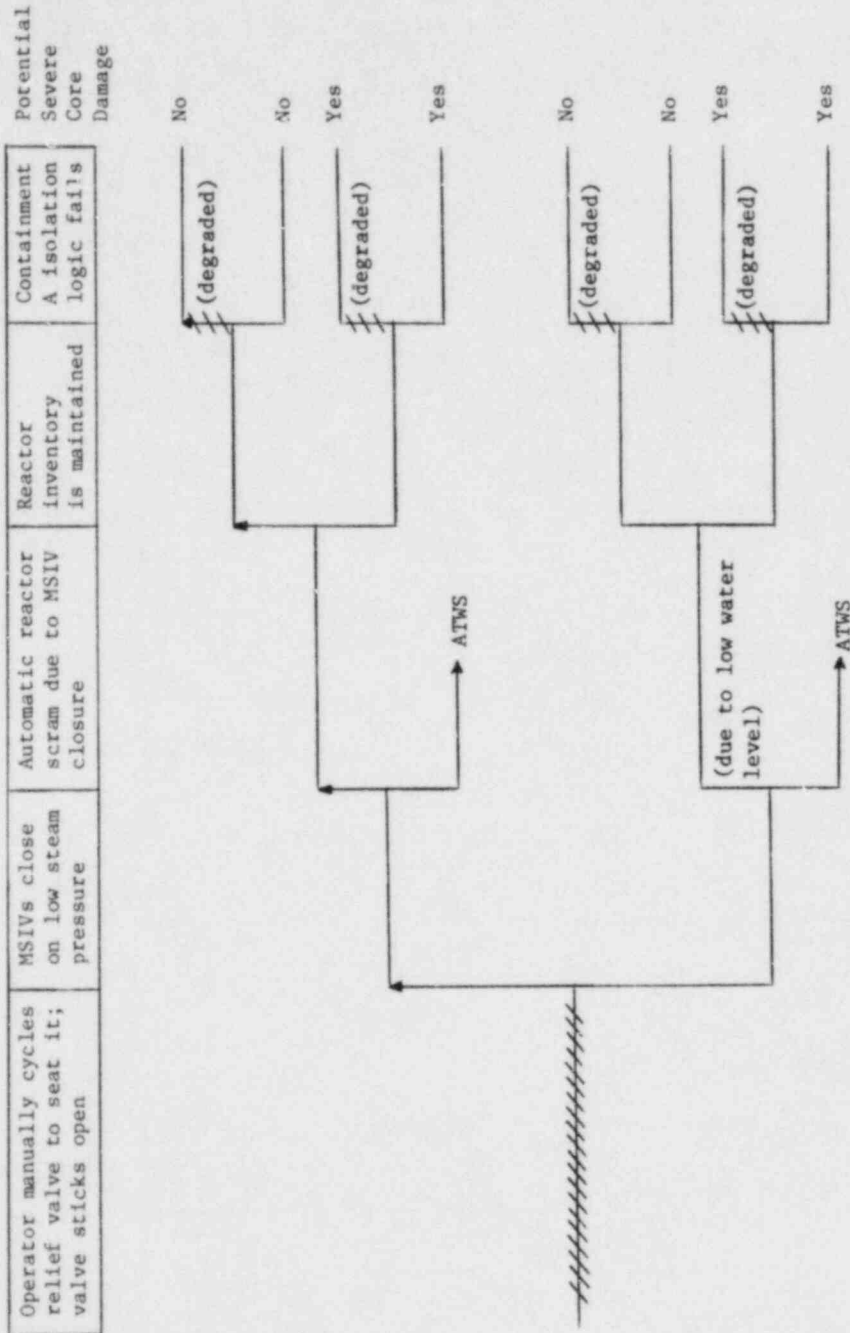 Operator manually cycles
relief valve to seat it;
valve sticks open
MSIVs close
on low steam
pressure
Automatic reactor
scram due to MSIV
closure
Reactor
inventory
is maintained
Containment
A isolation
logic fails
Potential
Severe
Core
Damage
(degraded)
No
No
(degraded)
Yes
Yes
ATWS
(degraded)
No
No
(due to low water
level)
(degraded)
Yes
Yes
ATWS